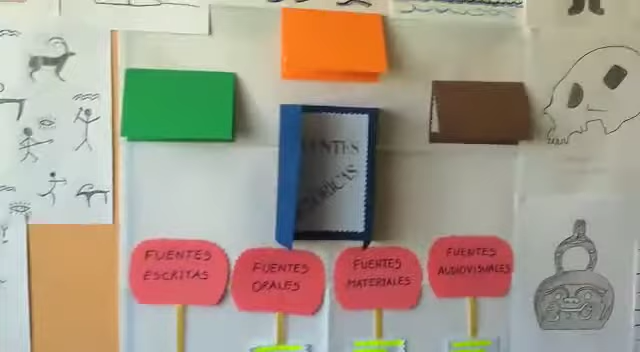 FUENTES
ESCRITAS
FUENTES
ORALES
FUENTES
MATERIALES
FUENTES
AUDIOVISUALES